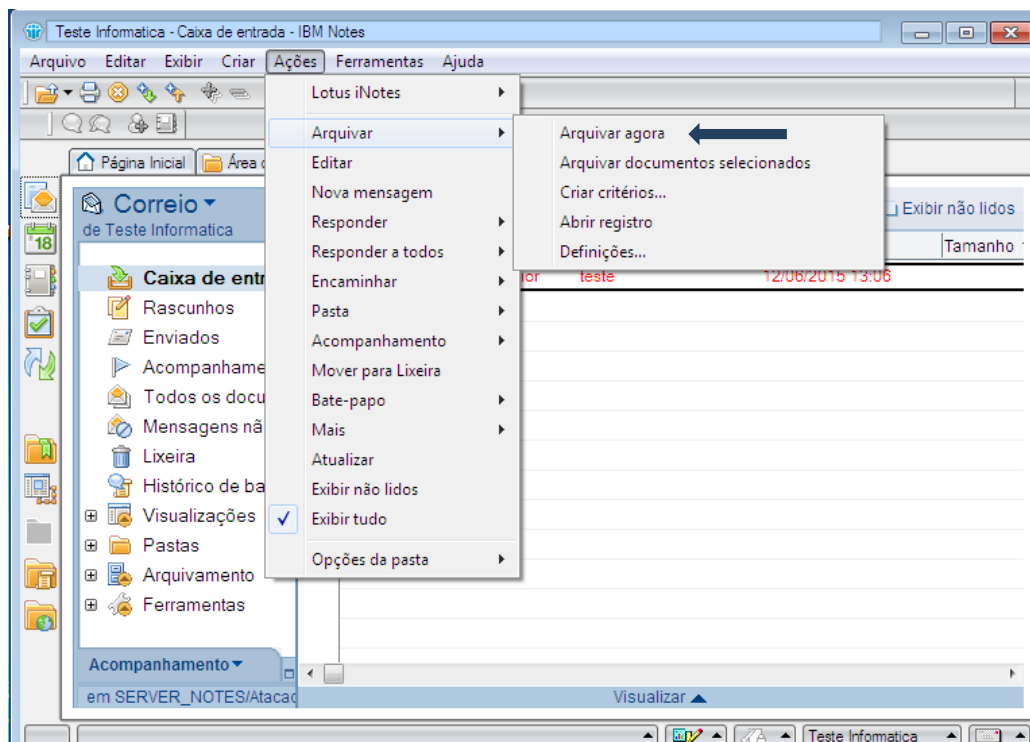 Teste Informatica - Caixa de entrada - IBM Notes
Arquivo Editar Exibir Criar Ações Ferramentas Ajuda
Página Inicial Área
Correio
de Teste Informatica
18
Caixa de entr
Rascunhos
Enviados
Acompanhame
Todos os docu
Mensagens nã
Lixeira
Histórico de ba
Visualizações
Pastas
Arquivamento
Ferramentas
Acompanhamento
em SERVER_NOTES/Atacac
Lotus iNotes
Arquivar
Editar
Nova mensagem
Responder
Responder a todos
Encaminhar
Pasta
Acompanhamento
Mover para Lixeira
Bate-papo
Mais
Atualizar
Exibir não lidos
Exibir tudo
Opções da pasta
Arquivar agora
Arquivar documentos selecionados
Criar critérios...
Abrir registro
Definições...
Exibir não lidos
Tamanho
teste 12/06/2015 13:06
Visualizar
Teste Informatica